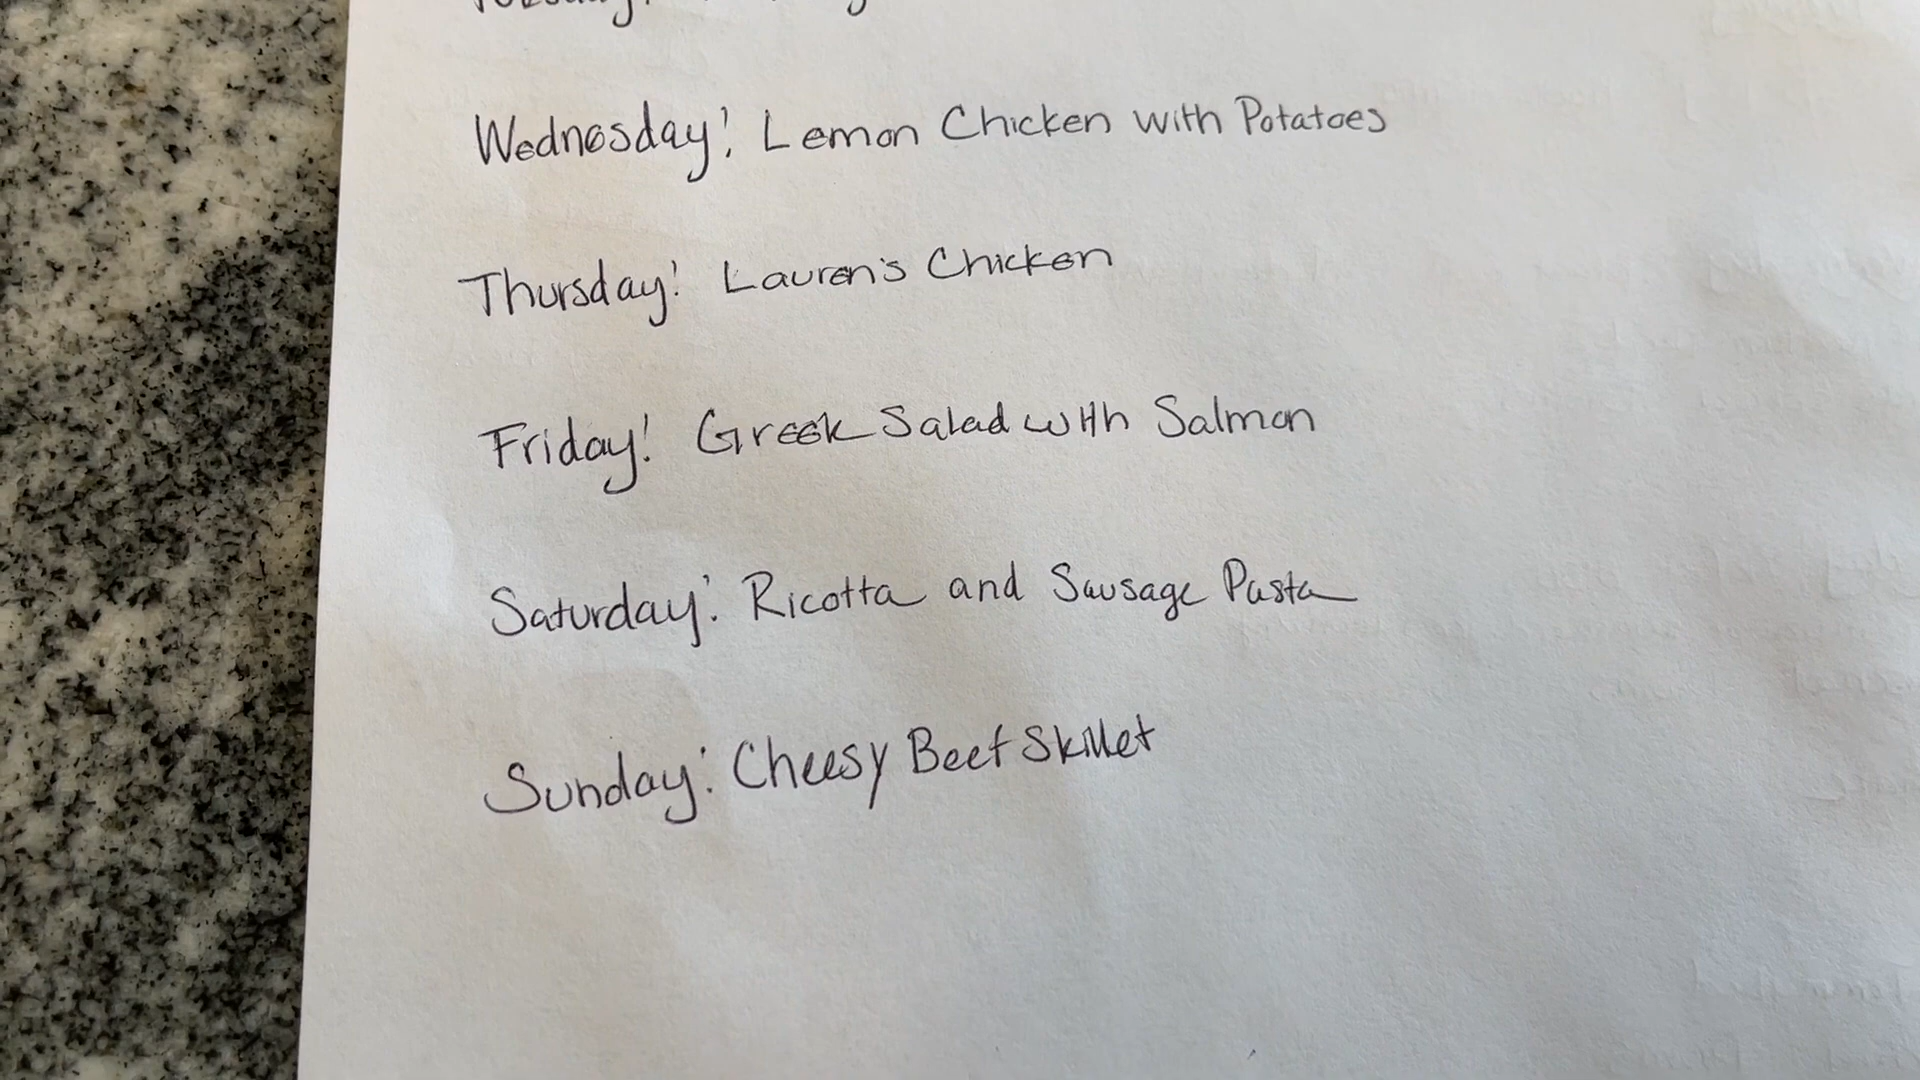 Tuesday:
Wednesday: Lemon Chicken with Potatoes
Thursday: Lauren's Chicken
Friday: Greek Salad with Salmon
Saturday: Ricotta and Sausage Pasta
Sunday: Cheesy Beef Skillet